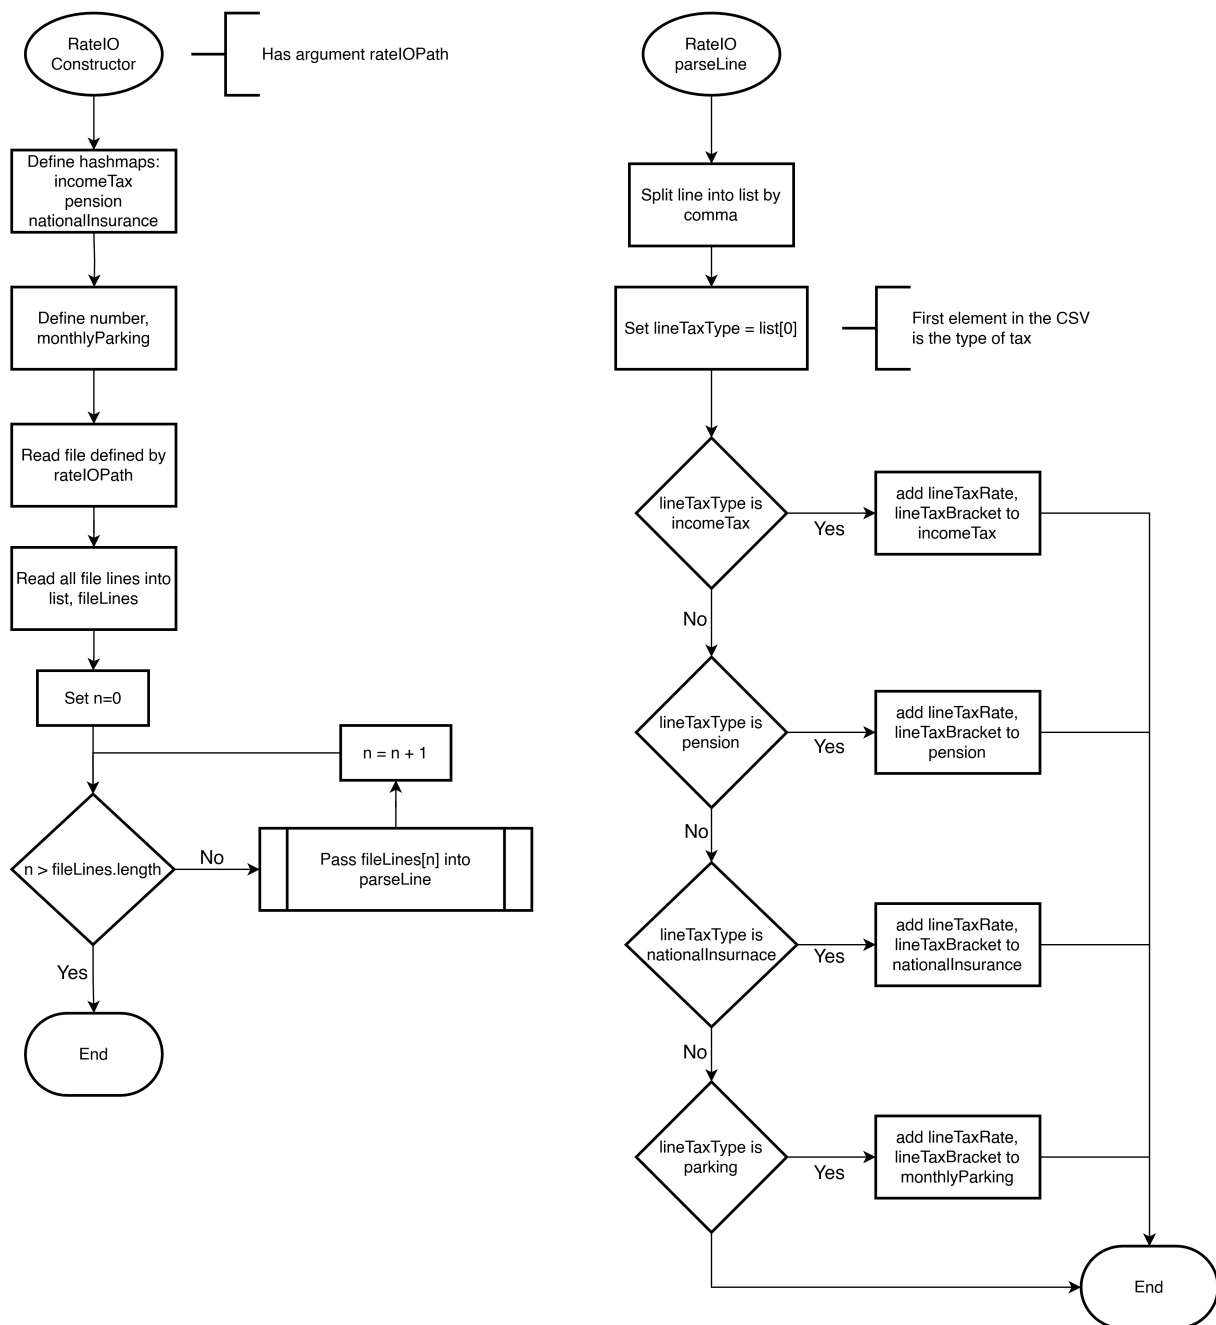 RateIO
Constructor
Has argument rateIOPath
Define hashmaps:
incomeTax
pension
nationalInsurance
Define number,
monthlyParking
Read file defined by
rateIOPath
Read all file lines into
list, fileLines
Set n=0
n = n + 1
n > fileLines.length
No
Pass fileLines[n] into
parseLine
Yes
End
RateIO
parseLine
Split line into list by
comma
Set lineTaxType = list[0]
First element in the CSV
is the type of tax
lineTaxType is
incomeTax
Yes
add lineTaxRate,
lineTaxBracket to
incomeTax
No
lineTaxType is
pension
Yes
add lineTaxRate,
lineTaxBracket to
pension
No
lineTaxType is
nationalInsurnace
Yes
add lineTaxRate,
lineTaxBracket to
nationalInsurance
No
lineTaxType is
parking
Yes
add lineTaxRate,
lineTaxBracket to
monthlyParking
End